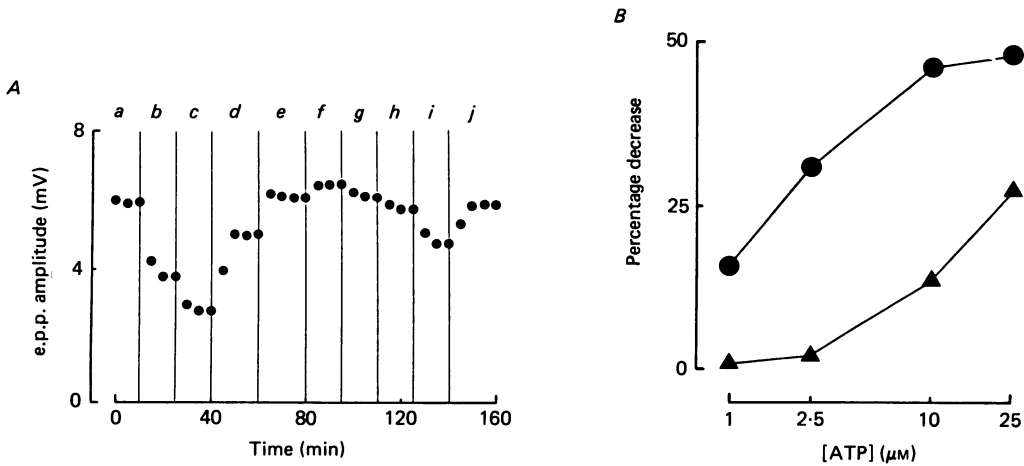 A
a b c d e f g h i j
8
4
0
e.p.p. amplitude (mV)
0 40 80 120 160
Time (min)
B
50
25
0
Percentage decrease
1 2·5 10 25
[ATP] (μM)